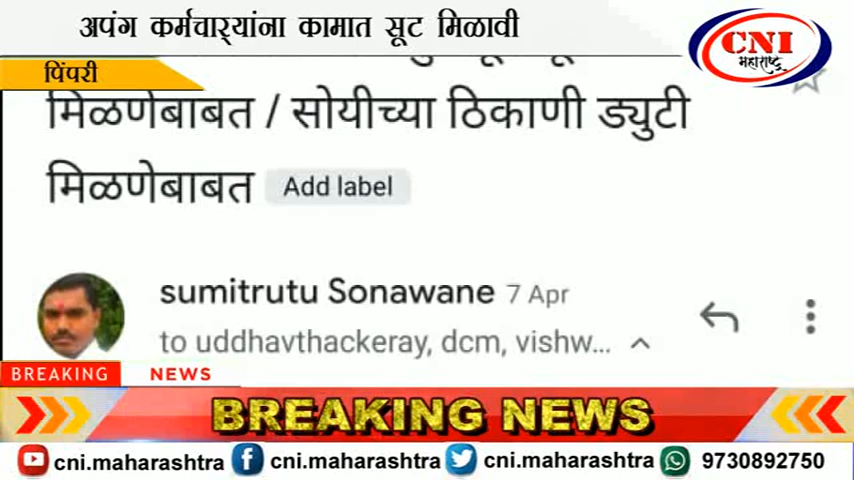 अपंग कर्मचाऱ्यांना कामात सूट मिळावी
CNI
महाराष्ट्र
पिंपरी
मिळणेबाबत / सोयीच्या ठिकाणी ड्युटी
मिळणेबाबत Add label
sumitrutu Sonawane 7 Apr
to uddhavthackeray, dcm, vishw...
BREAKING NEWS
BREAKING NEWS
cni.maharashtra cni.maharashtra cni.maharashtra 9730892750